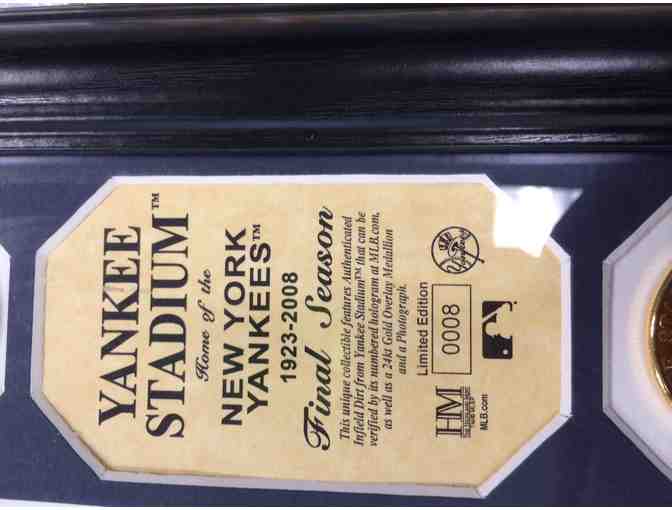 YANKEE
STADIUM™
Home of the
NEW YORK
YANKEES™
1923-2008
Final Season
This unique collectible features Authenticated
Infield Dirt from Yankee Stadium™ that can be
verified by its numbered hologram at MLB.com,
as well as a 24kt Gold Overlay Medallion
and a Photograph.
Limited Edition
0008
HM
MLB.com
Yankees